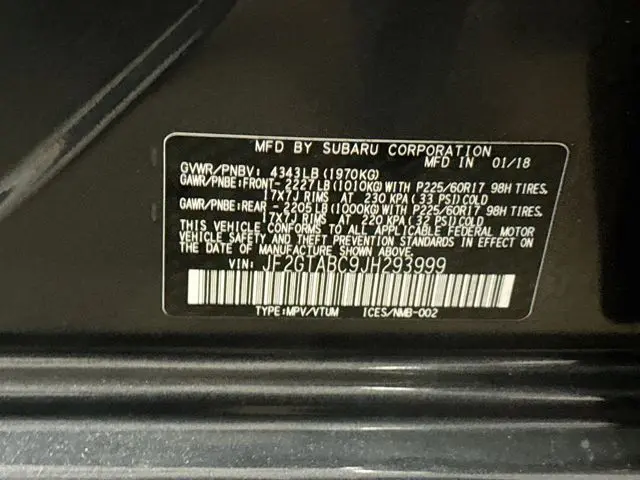 MFD BY SUBARU CORPORATION
MFD IN 01/18
GVWR/PNBV: 4343LB(1970KG)
GAWR/PNBE:FRONT-2227LB(1010KG)WITH P225/60R17 98H TIRES,
17X7J RIMS AT 230 KPA(33 PSI)COLD
GAWR/PNBE:REAR -2205LB(1000KG)WITH P225/60R17 98H TIRES,
17X7J RIMS AT 220 KPA(32 PSI)COLD
THIS VEHICLE CONFORMS TO ALL APPLICABLE FEDERAL MOTOR
VEHICLE SAFETY AND THEFT PREVENTION STANDARDS IN EFFECT ON
THE DATE OF MANUFACTURE SHOWN ABOVE.
VIN: JF2GTABC9JH293999
TYPE:MPV/VTUM ICES/NMB-002